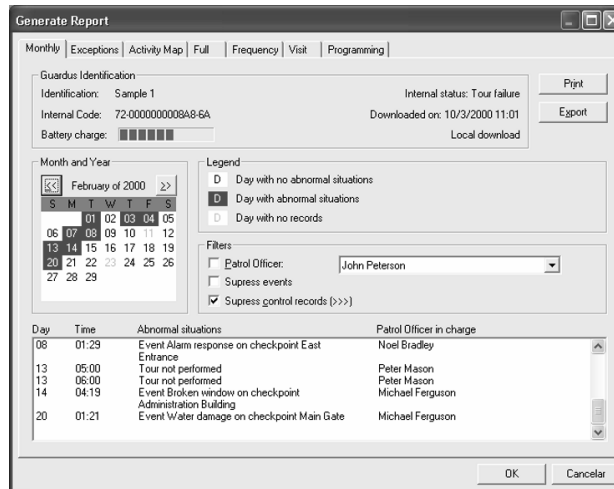 Generate Report
Monthly Exceptions Activity Map Full Frequency Visit Programming
Guardus Identification
Identification: Sample 1 Internal status: Tour failure
Internal Code: 72-0000000008A8-6A Downloaded on: 10/3/2000 11:01
Battery charge: Local download
Print
Export
Month and Year
<< February of 2000 >>
S M T W T F S
01 02 03 04 05
06 07 08 09 10 11 12
13 14 15 16 17 18 19
20 21 22 23 24 25 26
27 28 29
Legend
D Day with no abnormal situations
D Day with abnormal situations
D Day with no records
Filters
Patrol Officer: John Peterson
Supress events
Supress control records (>>>)
Day Time Abnormal situations Patrol Officer in charge
08 01:29 Event Alarm response on checkpoint East Noel Bradley
Entrance
13 05:00 Tour not performed Peter Mason
13 06:00 Tour not performed Peter Mason
14 04:19 Event Broken window on checkpoint Michael Ferguson
Administration Building
20 01:21 Event Water damage on checkpoint Main Gate Michael Ferguson
OK Cancelar